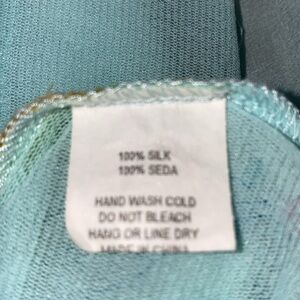 100% SILK
100% SEDA
HAND WASH COLD
DO NOT BLEACH
HANG OR LINE DRY
MADE IN CHINA